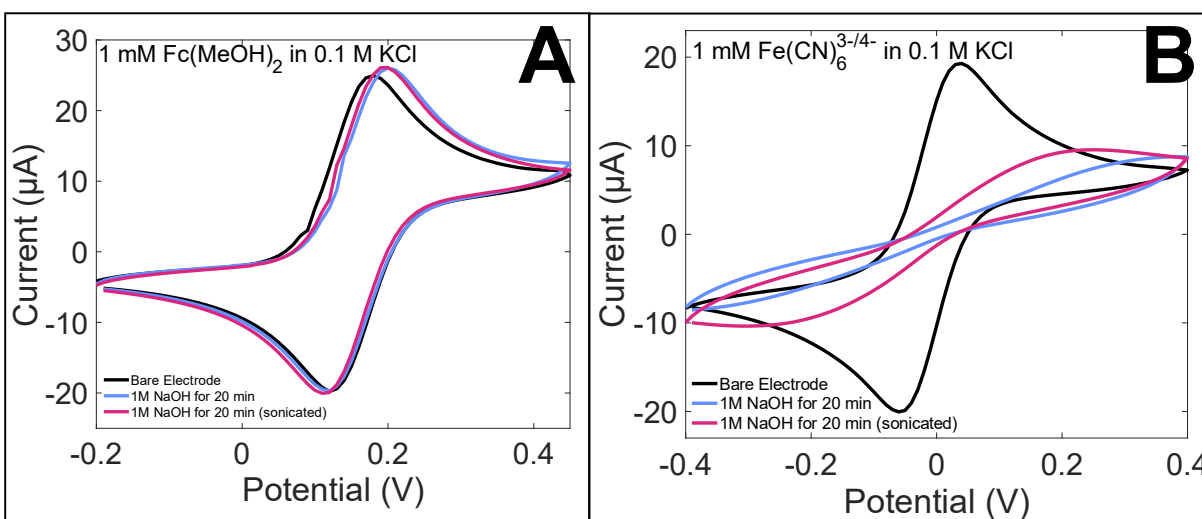 1 mM Fc(MeOH)2 in 0.1 M KCl
A
30
20
10
0
-10
-20
Current (µA)
Bare Electrode
1M NaOH for 20 min
1M NaOH for 20 min (sonicated)
-0.2
0
0.2
0.4
Potential (V)
1 mM Fe(CN)6 3-/4- in 0.1 M KCl
B
20
10
0
-10
-20
Current (µA)
Bare Electrode
1M NaOH for 20 min
1M NaOH for 20 min (sonicated)
-0.4
-0.2
0
0.2
0.4
Potential (V)